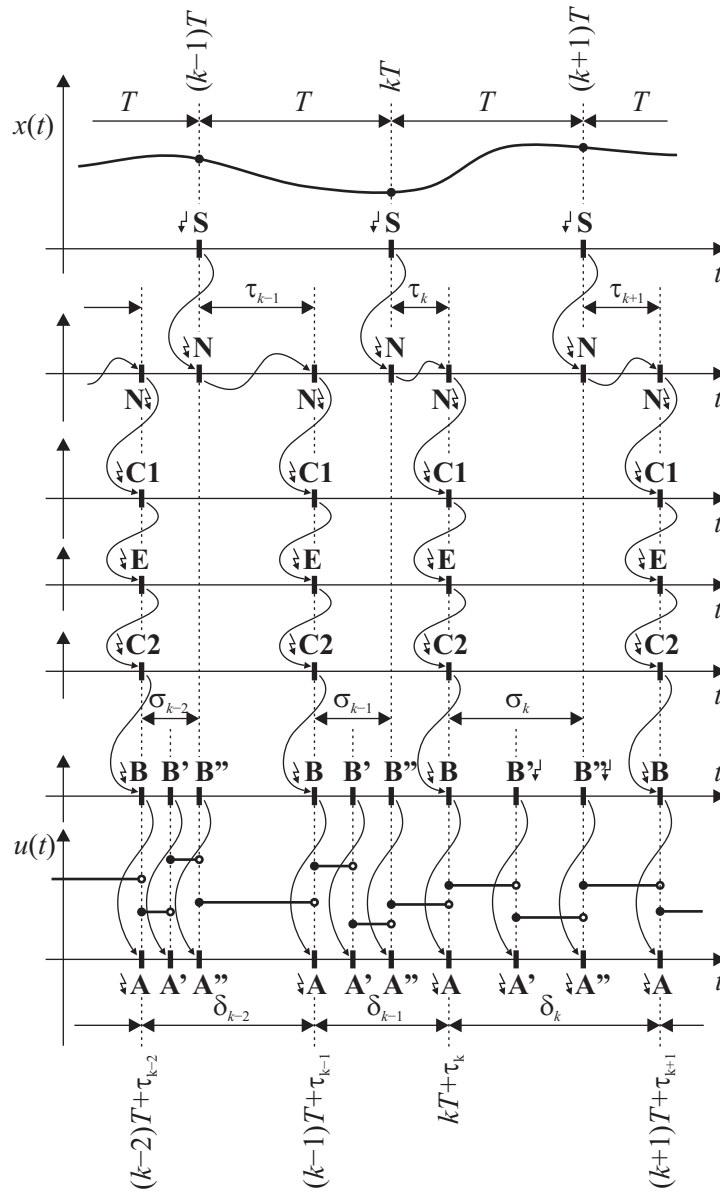 (k−1)T kT (k+1)T
T T T T
x(t)
S S S
t
τk−1 τk τk+1
N N N
t
N N N N
C1 C1 C1 C1
t
E E E E
t
C2 C2 C2 C2
t
σk−2 σk−1 σk
B B' B'' B B' B'' B B' B'' B
t
u(t)
t
A A' A'' A A' A'' A A' A'' A
δk−2 δk−1 δk
(k−2)T+τk−2 (k−1)T+τk−1 kT+τk (k+1)T+τk+1